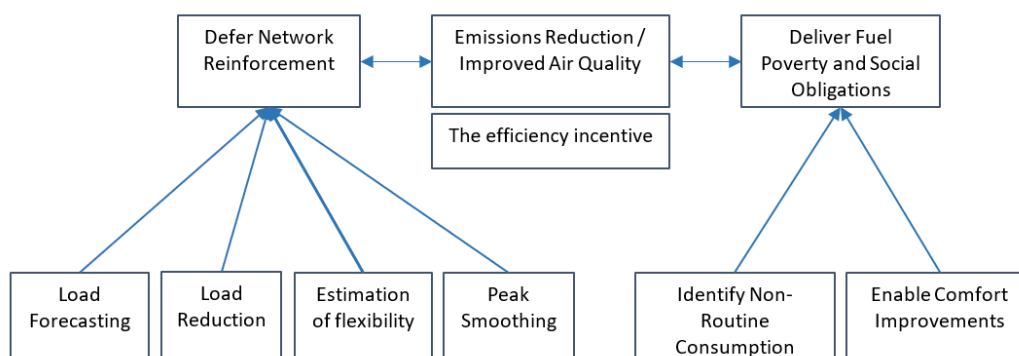 Defer Network
Reinforcement
Emissions Reduction /
Improved Air Quality
Deliver Fuel
Poverty and Social
Obligations
The efficiency incentive
Load
Forecasting
Load
Reduction
Estimation
of flexibility
Peak
Smoothing
Identify Non-
Routine
Consumption
Enable Comfort
Improvements